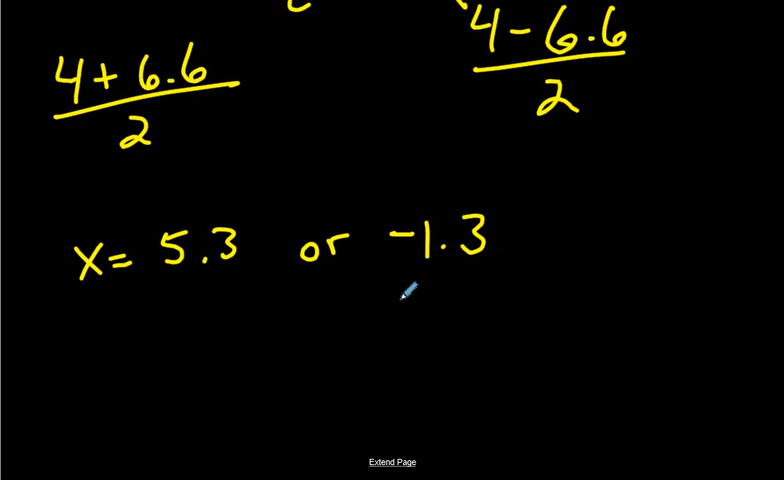 4 + 6.6 4 - 6.6
2 2
x = 5.3 or -1.3
Extend Page